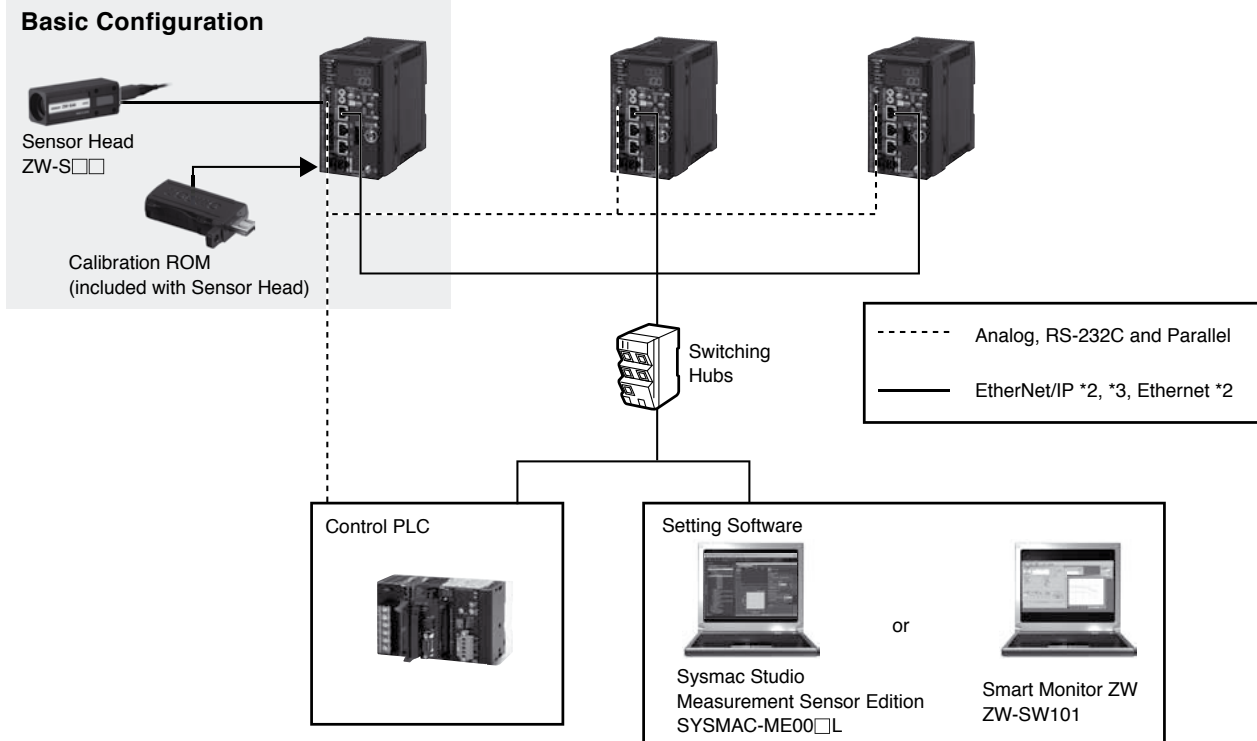 Basic Configuration
Sensor Head
ZW-S□□
Calibration ROM
(included with Sensor Head)
Switching
Hubs
Analog, RS-232C and Parallel
EtherNet/IP *2, *3, Ethernet *2
Control PLC
Setting Software
Sysmac Studio
Measurement Sensor Edition
SYSMAC-ME00□L
or
Smart Monitor ZW
ZW-SW101